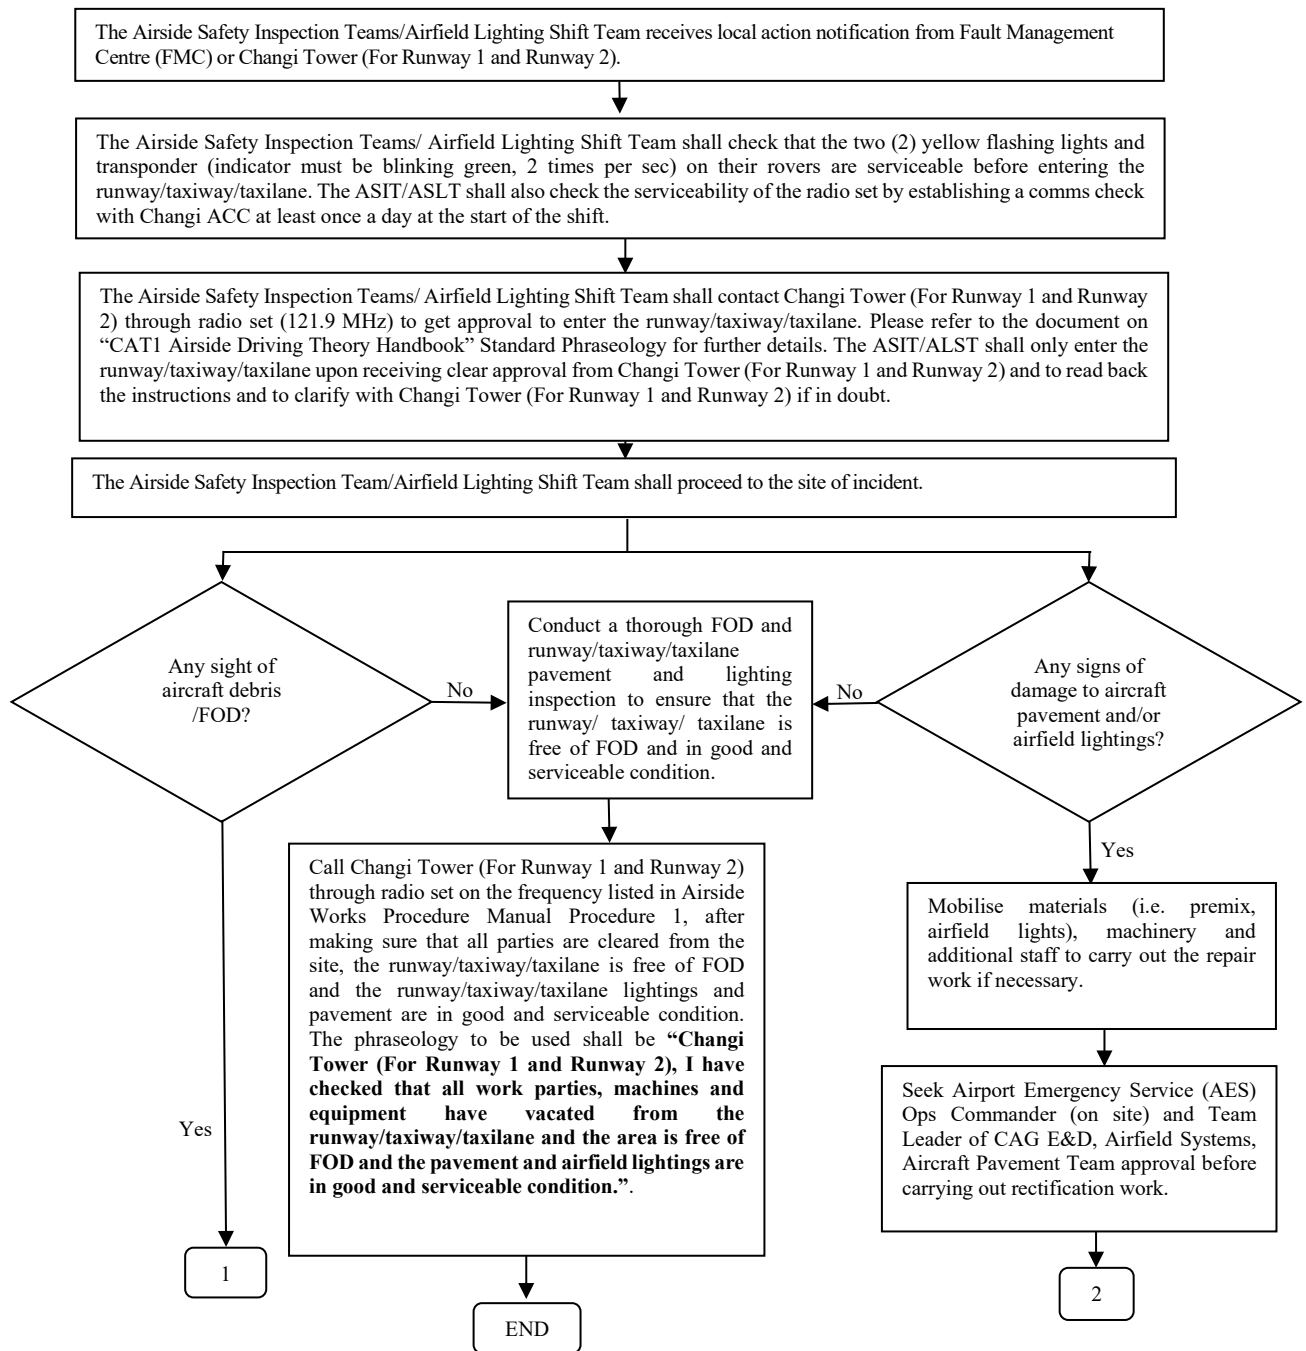 The Airside Safety Inspection Teams/Airfield Lighting Shift Team receives local action notification from Fault Management
Centre (FMC) or Changi Tower (For Runway 1 and Runway 2).
The Airside Safety Inspection Teams/ Airfield Lighting Shift Team shall check that the two (2) yellow flashing lights and
transponder (indicator must be blinking green, 2 times per sec) on their rovers are serviceable before entering the
runway/taxiway/taxilane. The ASIT/ASLT shall also check the serviceability of the radio set by establishing a comms check
with Changi ACC at least once a day at the start of the shift.
The Airside Safety Inspection Teams/ Airfield Lighting Shift Team shall contact Changi Tower (For Runway 1 and Runway
2) through radio set (121.9 MHz) to get approval to enter the runway/taxiway/taxilane. Please refer to the document on
“CAT1 Airside Driving Theory Handbook” Standard Phraseology for further details. The ASIT/ALST shall only enter the
runway/taxiway/taxilane upon receiving clear approval from Changi Tower (For Runway 1 and Runway 2) and to read back
the instructions and to clarify with Changi Tower (For Runway 1 and Runway 2) if in doubt.
The Airside Safety Inspection Team/Airfield Lighting Shift Team shall proceed to the site of incident.
Any sight of
aircraft debris
/FOD?
No
Conduct a thorough FOD and
runway/taxiway/taxilane
pavement and lighting
inspection to ensure that the
runway/ taxiway/ taxilane is
free of FOD and in good and
serviceable condition.
No
Any signs of
damage to aircraft
pavement and/or
airfield lightings?
Yes
Call Changi Tower (For Runway 1 and Runway 2)
through radio set on the frequency listed in Airside
Works Procedure Manual Procedure 1, after
making sure that all parties are cleared from the
site, the runway/taxiway/taxilane is free of FOD
and the runway/taxiway/taxilane lightings and
pavement are in good and serviceable condition.
The phraseology to be used shall be “Changi
Tower (For Runway 1 and Runway 2), I have
checked that all work parties, machines and
equipment have vacated from the
runway/taxiway/taxilane and the area is free of
FOD and the pavement and airfield lightings are
in good and serviceable condition.”.
Mobilise materials (i.e. premix,
airfield lights), machinery and
additional staff to carry out the repair
work if necessary.
Seek Airport Emergency Service (AES)
Ops Commander (on site) and Team
Leader of CAG E&D, Airfield Systems,
Aircraft Pavement Team approval before
carrying out rectification work.
Yes
1
END
2